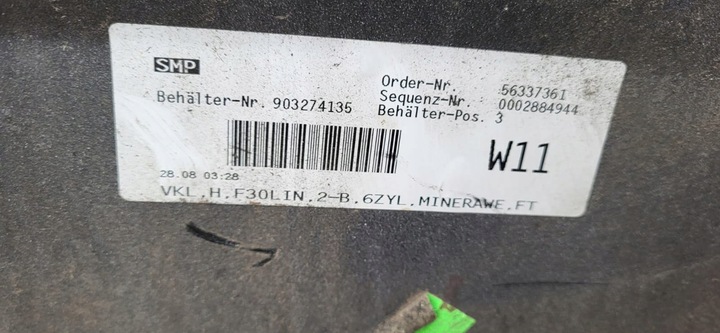 SMP
Order-Nr. 56337361
Sequenz-Nr. 0002884944
Behälter-Nr. 903274135
Behälter-Pos. 3
W11
28.08 03:28
VKL.H.F30LIN.2-B.6ZYL.MINERAWE.FT